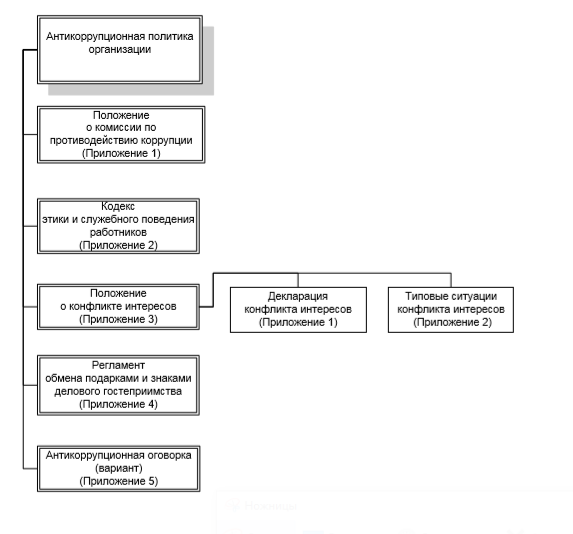 Антикоррупционная политика
организации
Положение
о комиссии по
противодействию коррупции
(Приложение 1)
Кодекс
этики и служебного поведения
работников
(Приложение 2)
Положение
о конфликте интересов
(Приложение 3)
Декларация
конфликта интересов
(Приложение 1)
Типовые ситуации
конфликта интересов
(Приложение 2)
Регламент
обмена подарками и знаками
делового гостеприимства
(Приложение 4)
Антикоррупционная оговорка
(вариант)
(Приложение 5)